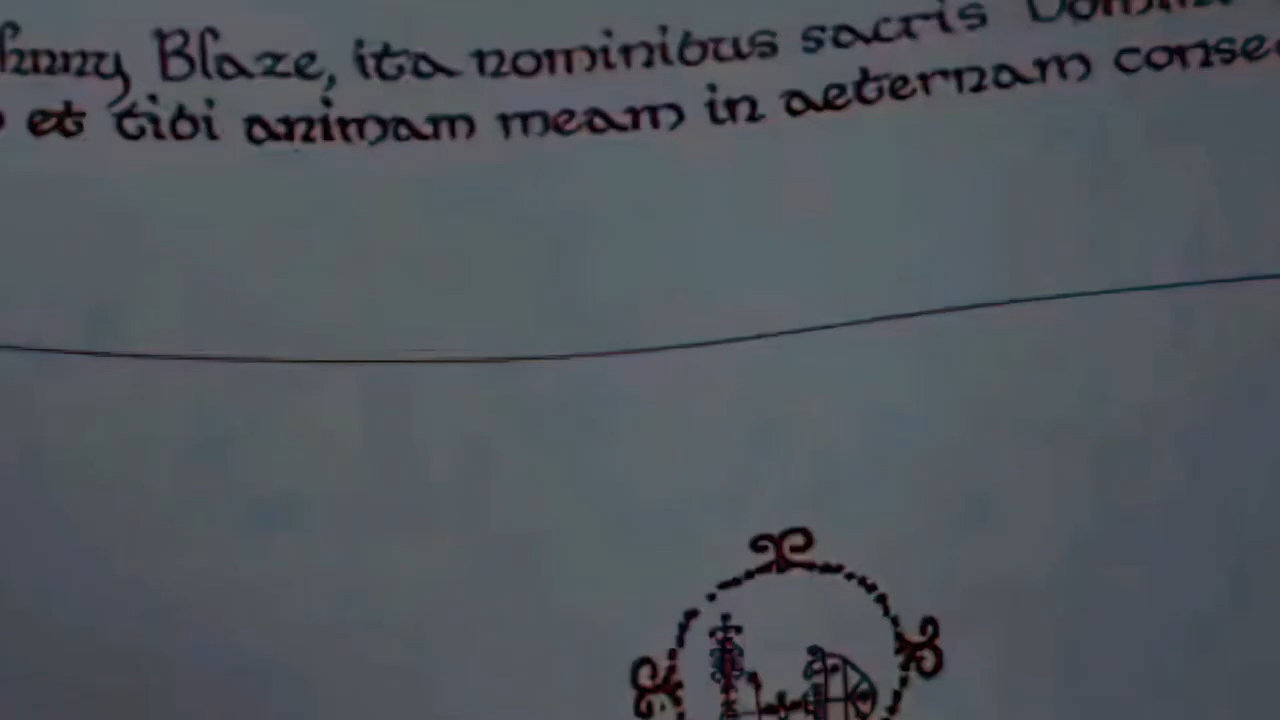 Blaze, ita nominibus sacris
et tibi animam meam in aeternam